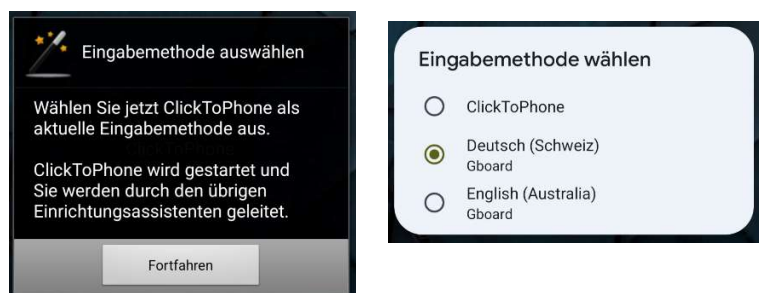 Eingabemethode auswählen
Wählen Sie jetzt ClickToPhone als
aktuelle Eingabemethode aus.
ClickToPhone wird gestartet und
Sie werden durch den übrigen
Einrichtungsassistenten geleitet.
Fortfahren
Eingabemethode wählen
ClickToPhone
Deutsch (Schweiz)
Gboard
English (Australia)
Gboard